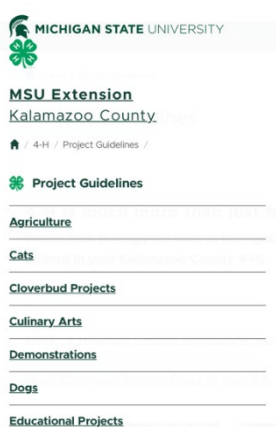 MICHIGAN STATE UNIVERSITY
MSU Extension
Kalamazoo County
/ 4-H / Project Guidelines /
Project Guidelines
Agriculture
Cats
Cloverbud Projects
Culinary Arts
Demonstrations
Dogs
Educational Projects